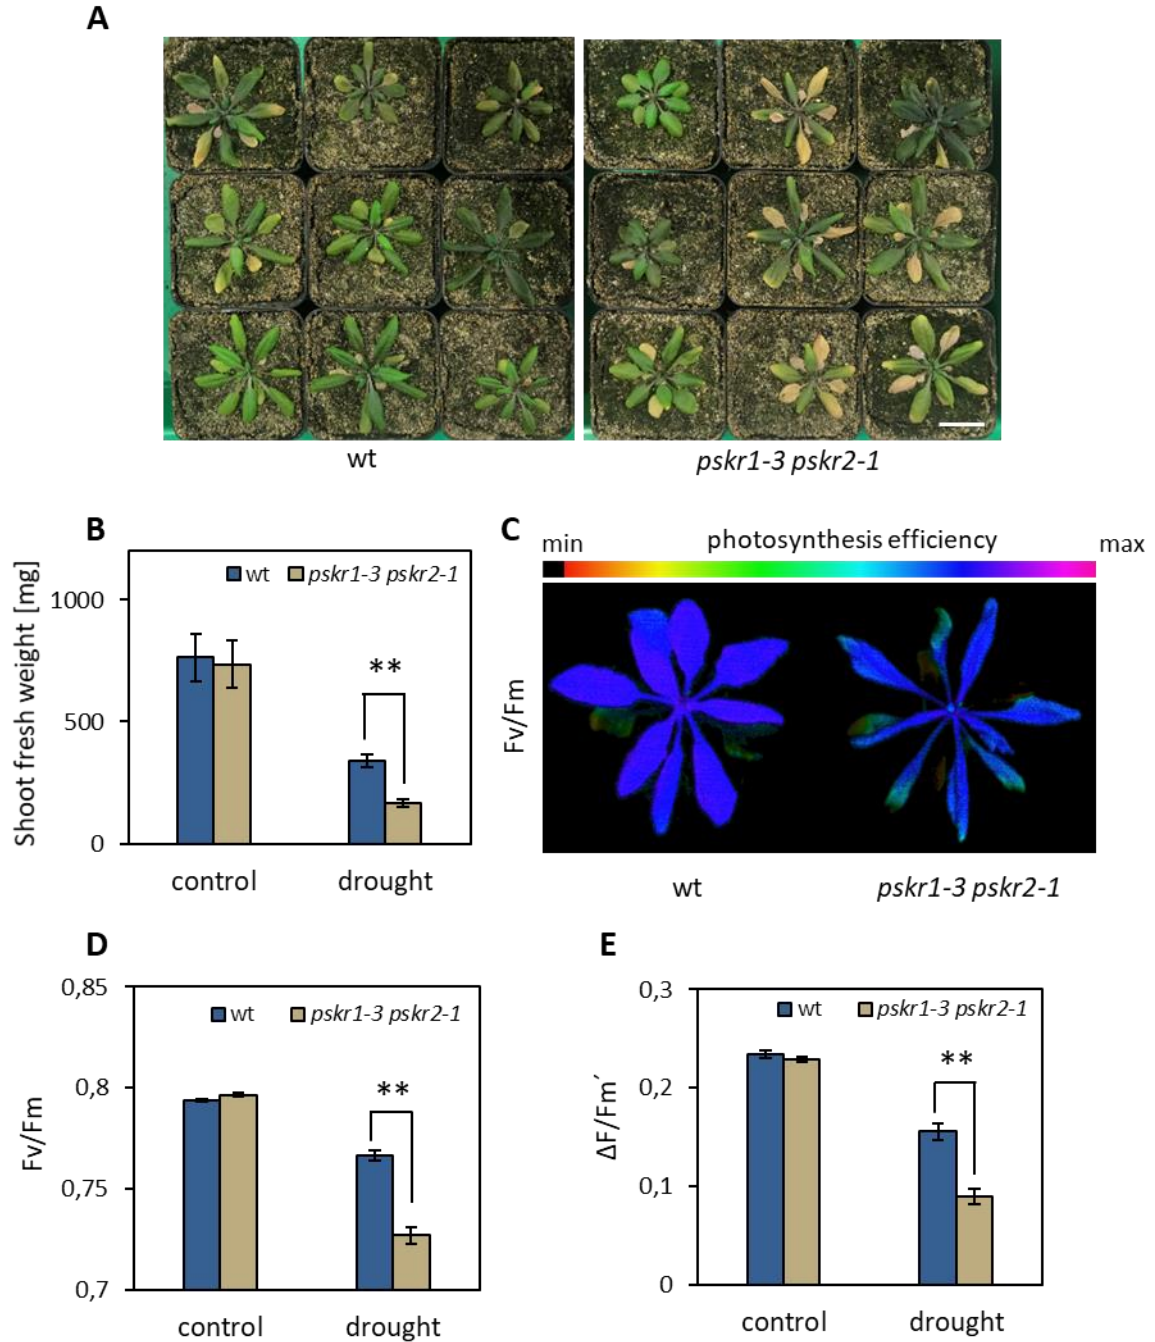 A
wt
pskr1-3 pskr2-1
B
Shoot fresh weight [mg]
1000
500
0
wt
pskr1-3 pskr2-1
**
control
drought
C
min
photosynthesis efficiency
max
Fv/Fm
wt
pskr1-3 pskr2-1
D
Fv/Fm
0,85
0,8
0,75
0,7
wt
pskr1-3 pskr2-1
**
control
drought
E
ΔF/Fm´
0,3
0,2
0,1
0
wt
pskr1-3 pskr2-1
**
control
drought